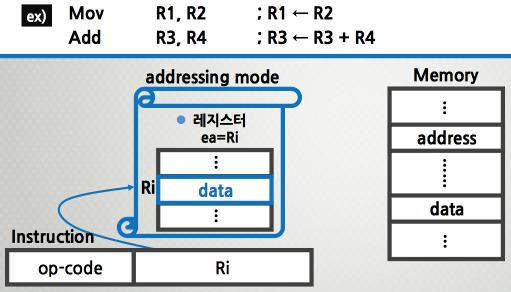 ex) Mov R1, R2 ; R1 ← R2
Add R3, R4 ; R3 ← R3 + R4
addressing mode
레지스터
ea=Ri
⋮
Ri data
⋮
Memory
⋮
address
⋮
data
⋮
Instruction
op-code Ri